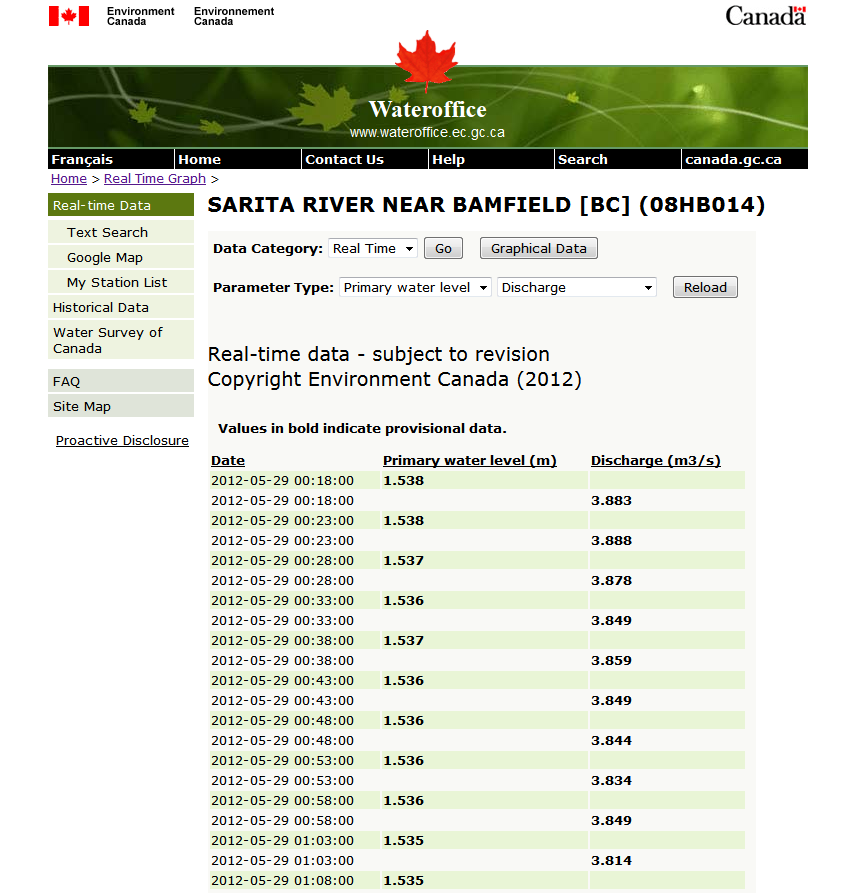 Environment Environnement
Canada Canada
Canada
Wateroffice
www.wateroffice.ec.gc.ca
Français Home Contact Us Help Search canada.gc.ca
Home > Real Time Graph >
Real-time Data
Text Search
Google Map
My Station List
Historical Data
Water Survey of
Canada
FAQ
Site Map
Proactive Disclosure
SARITA RIVER NEAR BAMFIELD [BC] (08HB014)
Data Category: Real Time Go Graphical Data
Parameter Type: Primary water level Discharge Reload
Real-time data - subject to revision
Copyright Environment Canada (2012)
Values in bold indicate provisional data.
Date Primary water level (m) Discharge (m3/s)
2012-05-29 00:18:00 1.538
2012-05-29 00:18:00 3.883
2012-05-29 00:23:00 1.538
2012-05-29 00:23:00 3.888
2012-05-29 00:28:00 1.537
2012-05-29 00:28:00 3.878
2012-05-29 00:33:00 1.536
2012-05-29 00:33:00 3.849
2012-05-29 00:38:00 1.537
2012-05-29 00:38:00 3.859
2012-05-29 00:43:00 1.536
2012-05-29 00:43:00 3.849
2012-05-29 00:48:00 1.536
2012-05-29 00:48:00 3.844
2012-05-29 00:53:00 1.536
2012-05-29 00:53:00 3.834
2012-05-29 00:58:00 1.536
2012-05-29 00:58:00 3.849
2012-05-29 01:03:00 1.535
2012-05-29 01:03:00 3.814
2012-05-29 01:08:00 1.535